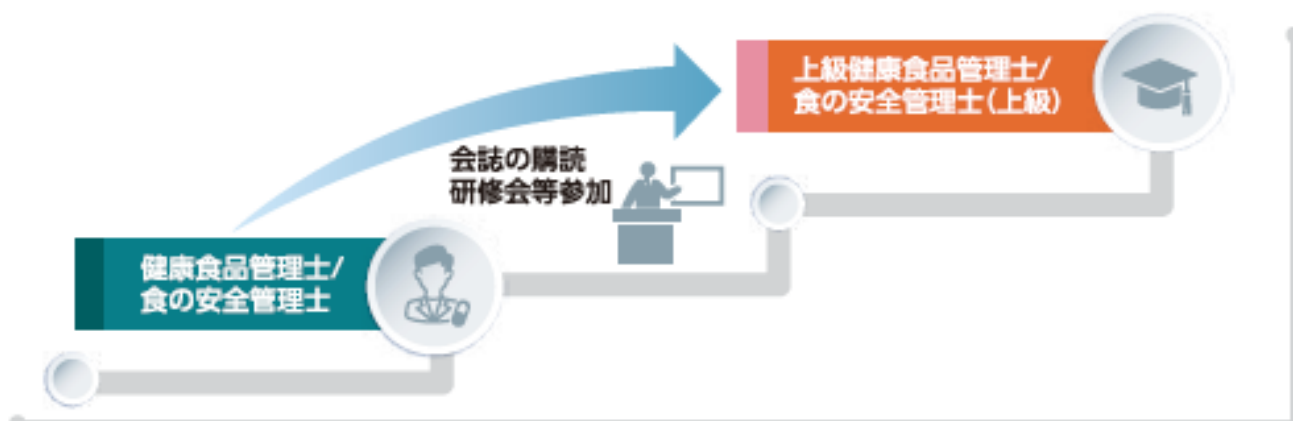 上級健康食品管理士/
食の安全管理士(上級)
会誌の購読
研修会等参加
健康食品管理士/
食の安全管理士